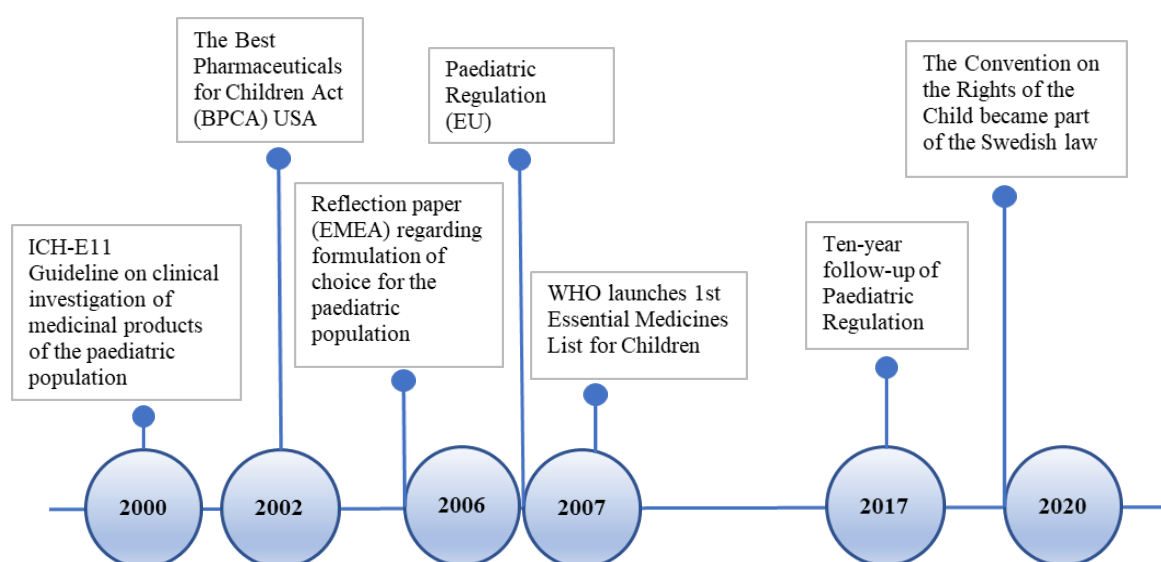 ICH-E11
Guideline on clinical
investigation of
medicinal products
of the paediatric
population
The Best
Pharmaceuticals
for Children Act
(BPCA) USA
Reflection paper
(EMEA) regarding
formulation of
choice for the
paediatric
population
Paediatric
Regulation
(EU)
WHO launches 1st
Essential Medicines
List for Children
Ten-year
follow-up of
Paediatric
Regulation
The Convention on
the Rights of the
Child became part
of the Swedish law
2000
2002
2006
2007
2017
2020